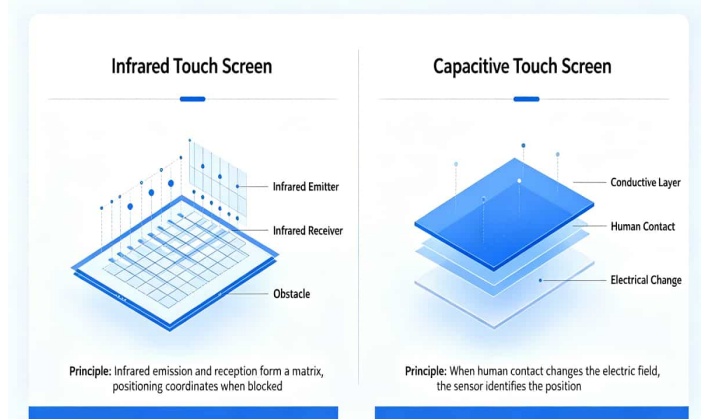 Infrared Touch Screen
Infrared Emitter
Infrared Receiver
Obstacle
Principle: Infrared emission and reception form a matrix,
positioning coordinates when blocked
Capacitive Touch Screen
Conductive Layer
Human Contact
Electrical Change
Principle: When human contact changes the electric field,
the sensor identifies the position